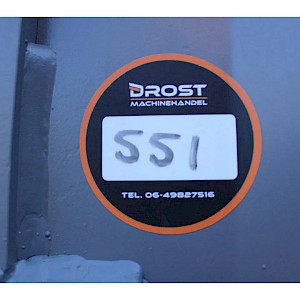 DROST
MACHINEHANDEL
551
TEL. 06-49827516